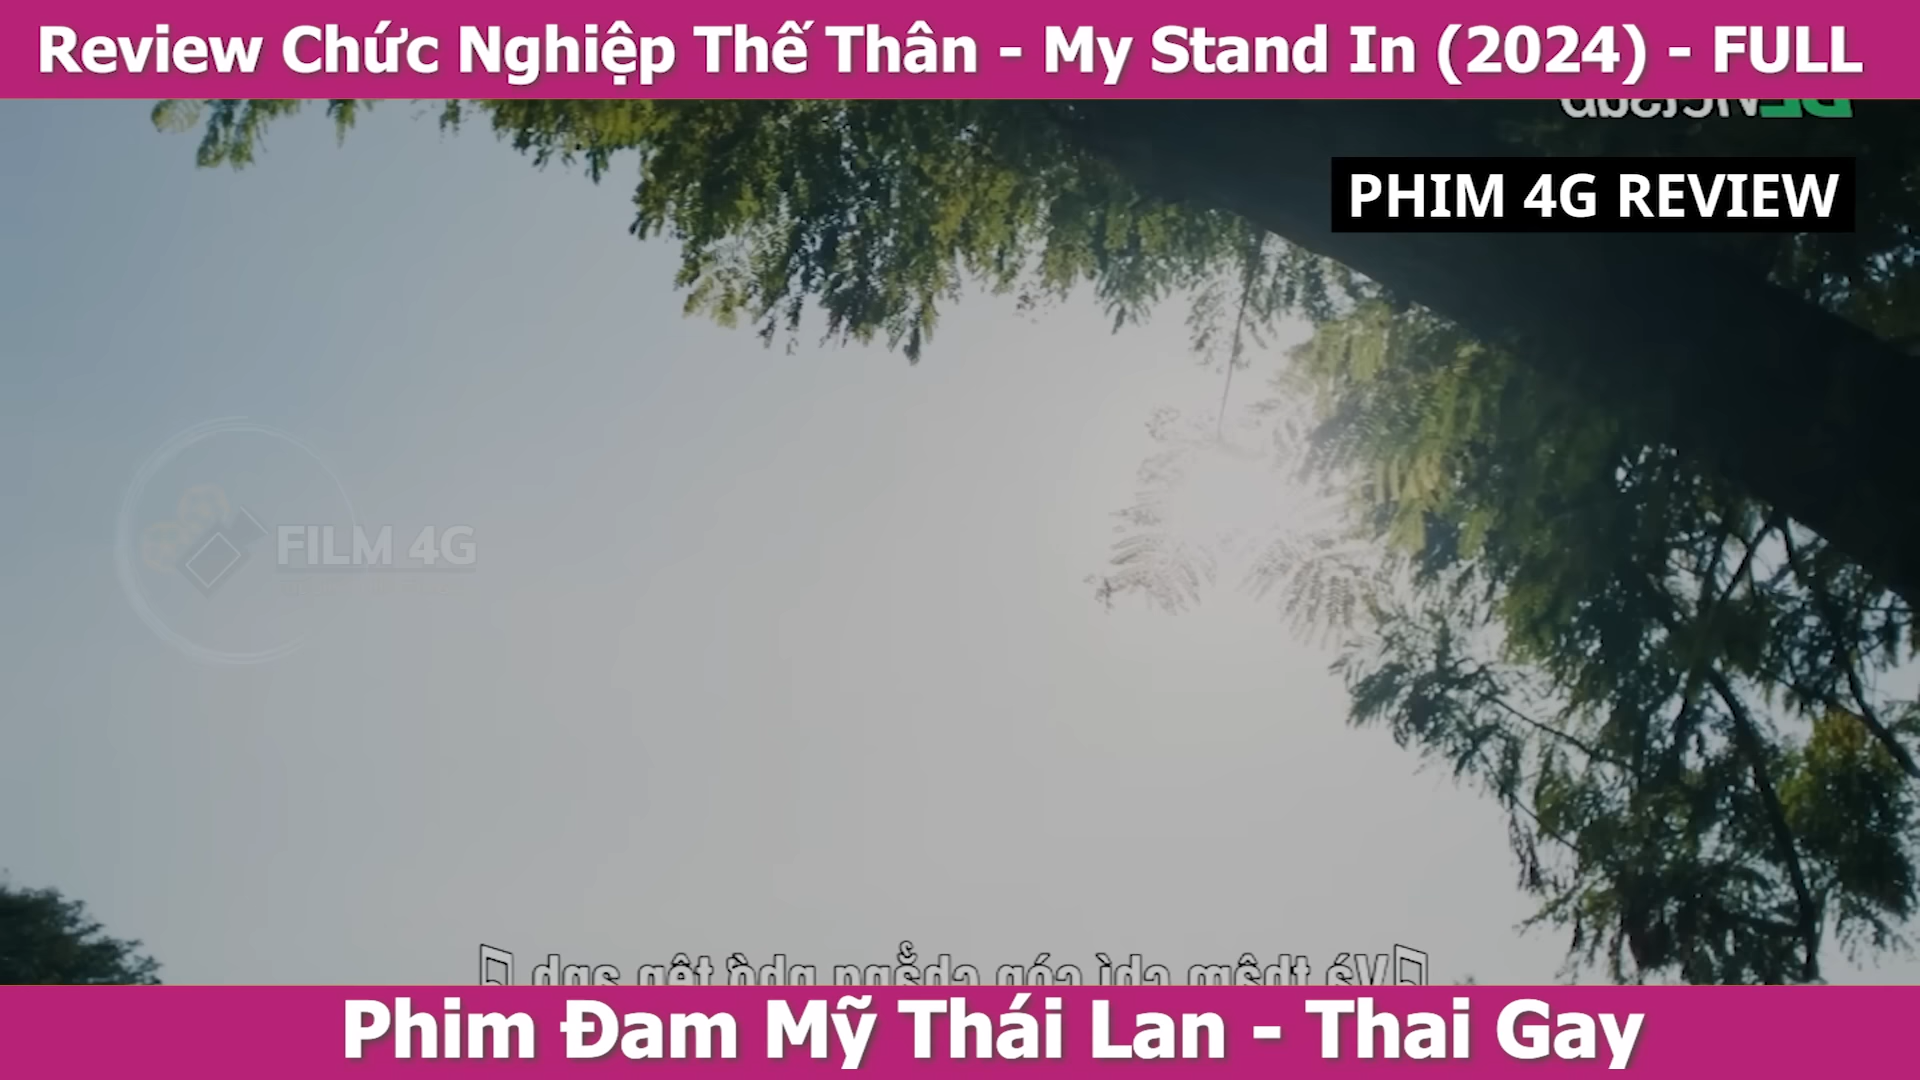 Review Chức Nghiệp Thế Thân - My Stand In (2024) - FULL
PHIM 4G REVIEW
FILM 4G
Phim Đam Mỹ Thái Lan - Thai Gay